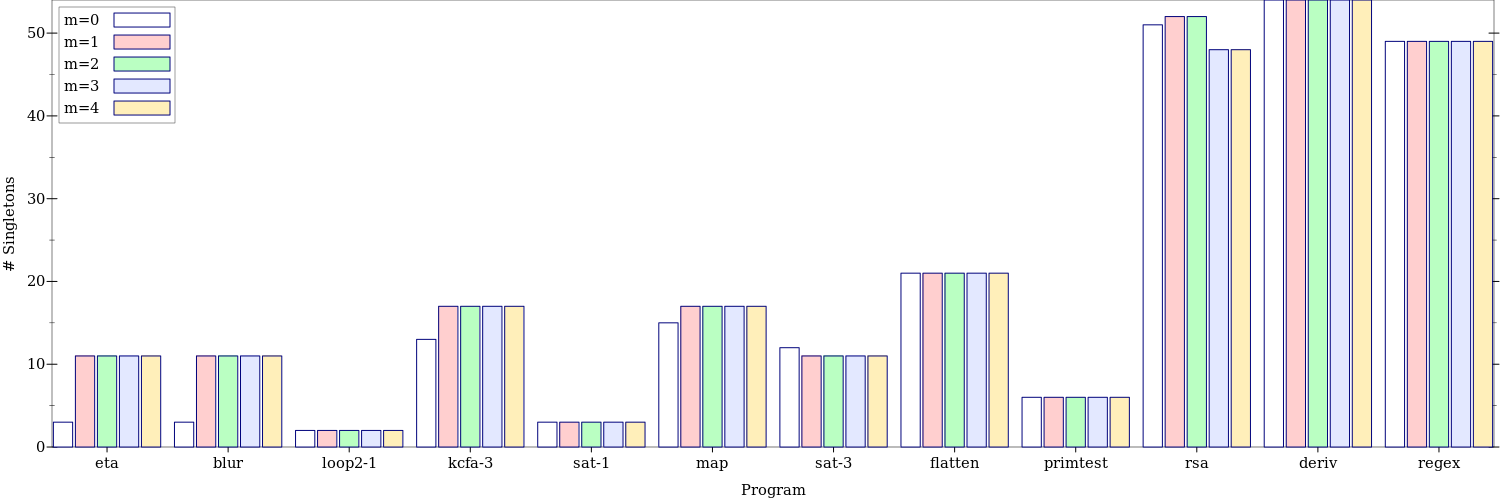 m=0
m=1
m=2
m=3
m=4
# Singletons
50
40
30
20
10
0
eta blur loop2-1 kcfa-3 sat-1 map sat-3 flatten primtest rsa deriv regex
Program